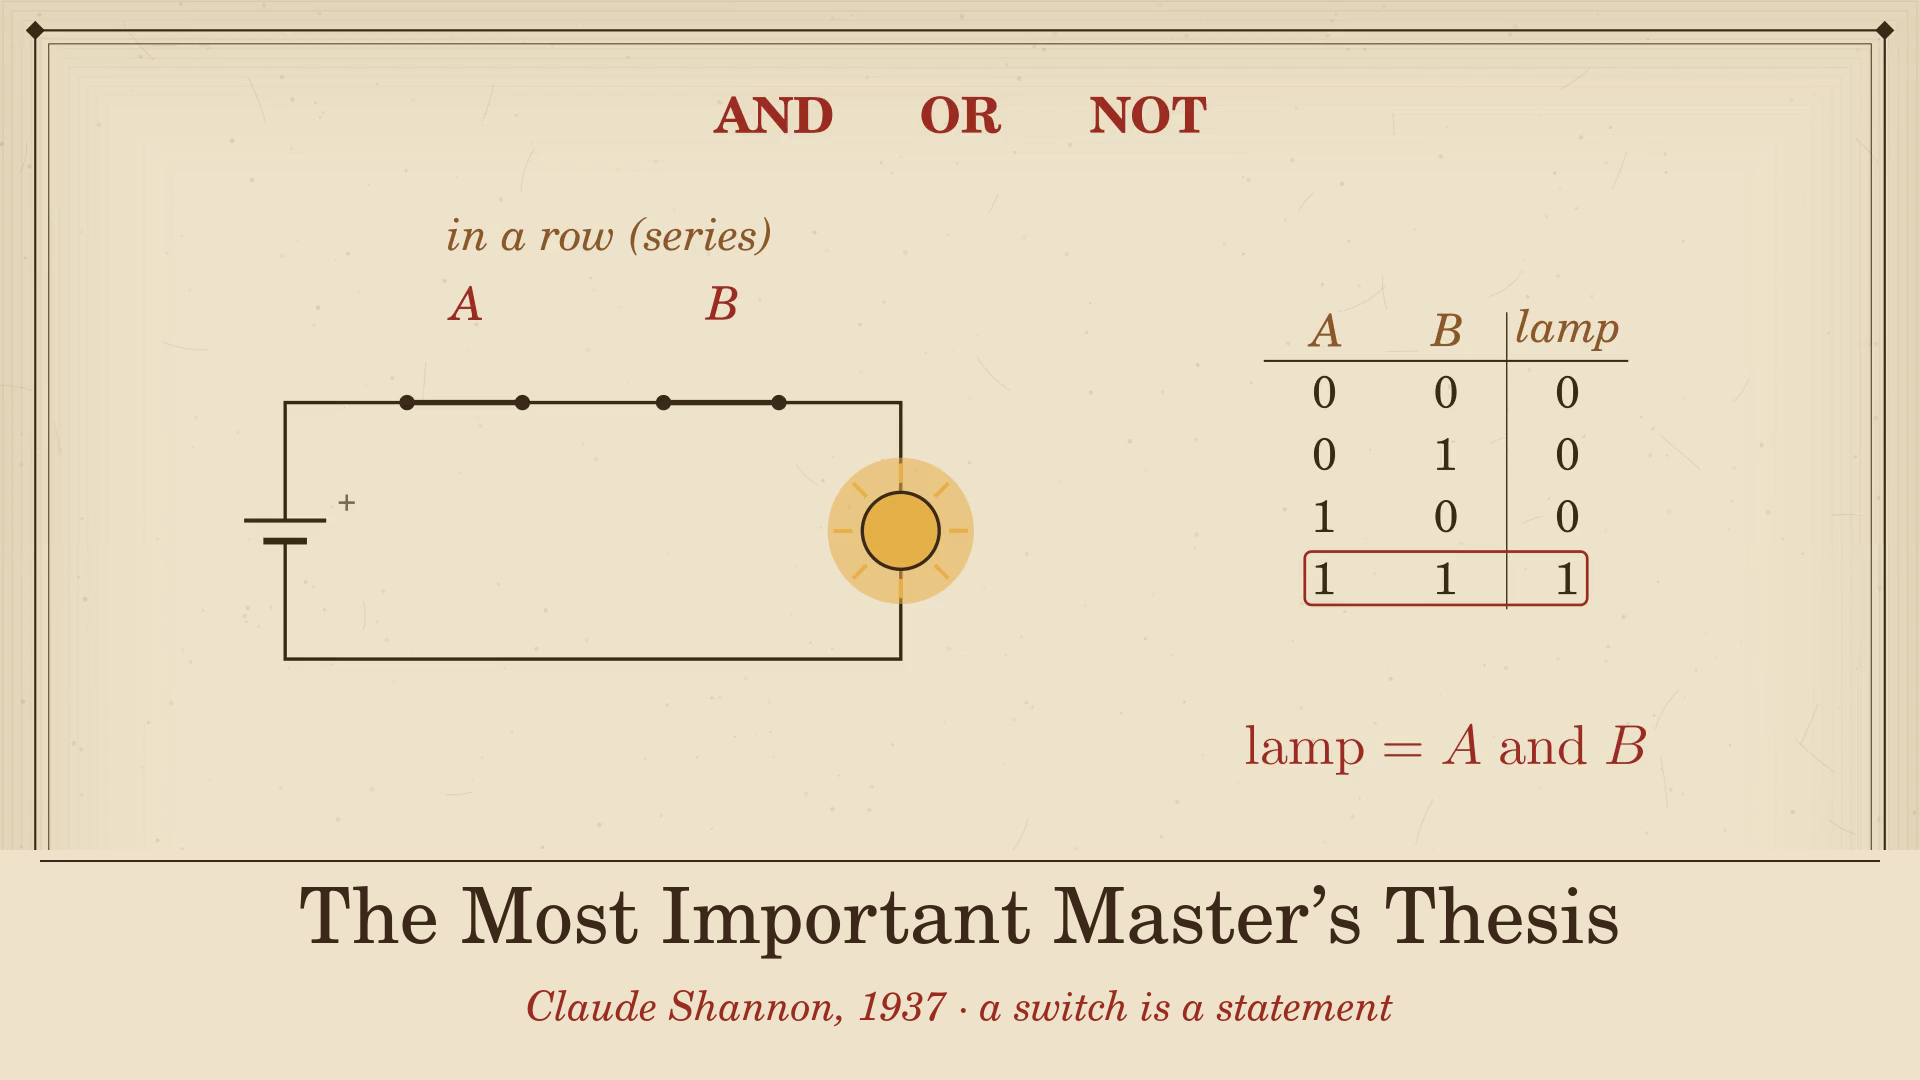 AND OR NOT
in a row (series)
A B
+
A B lamp
0 0 0
0 1 0
1 0 0
1 1 1
lamp = A and B
The Most Important Master’s Thesis
Claude Shannon, 1937 · a switch is a statement